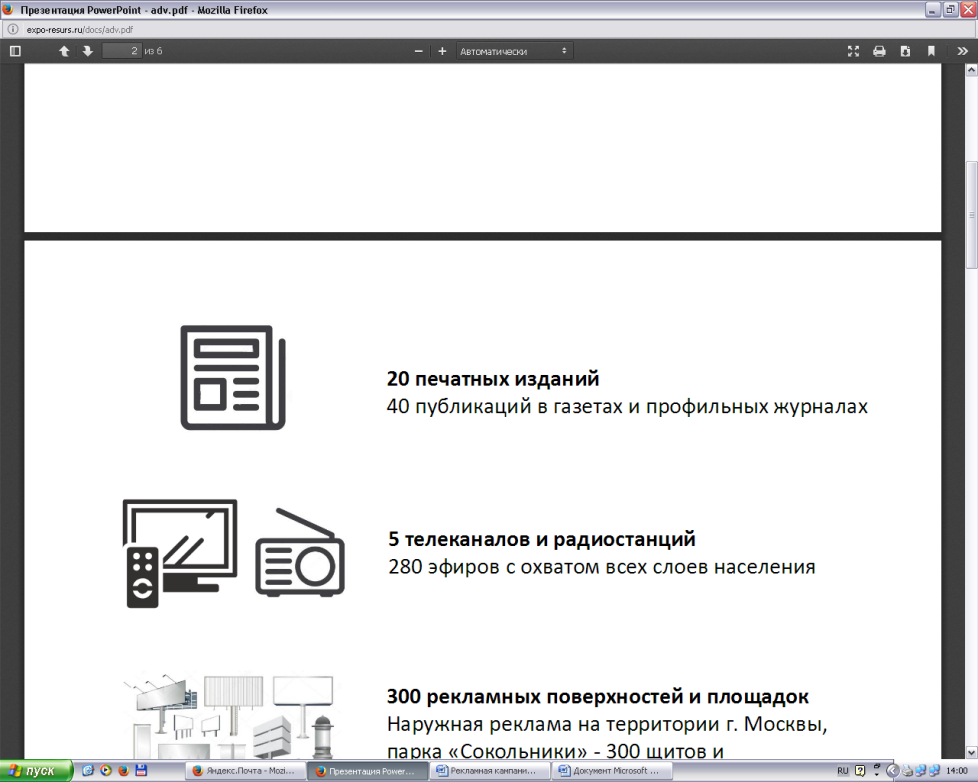 Презентация PowerPoint - adv.pdf - Mozilla Firefox
expo-resurs.ru/docs/adv.pdf
2 из 6
Автоматически
20 печатных изданий
40 публикаций в газетах и профильных журналах
5 телеканалов и радиостанций
280 эфиров с охватом всех слоев населения
300 рекламных поверхностей и площадок
Наружная реклама на территории г. Москвы,
парка «Сокольники» - 300 щитов и
пуск
Яндекс.Почта - Mozi...
Презентация Power...
Рекламная кампани...
Документ Microsoft ...
RU
14:00